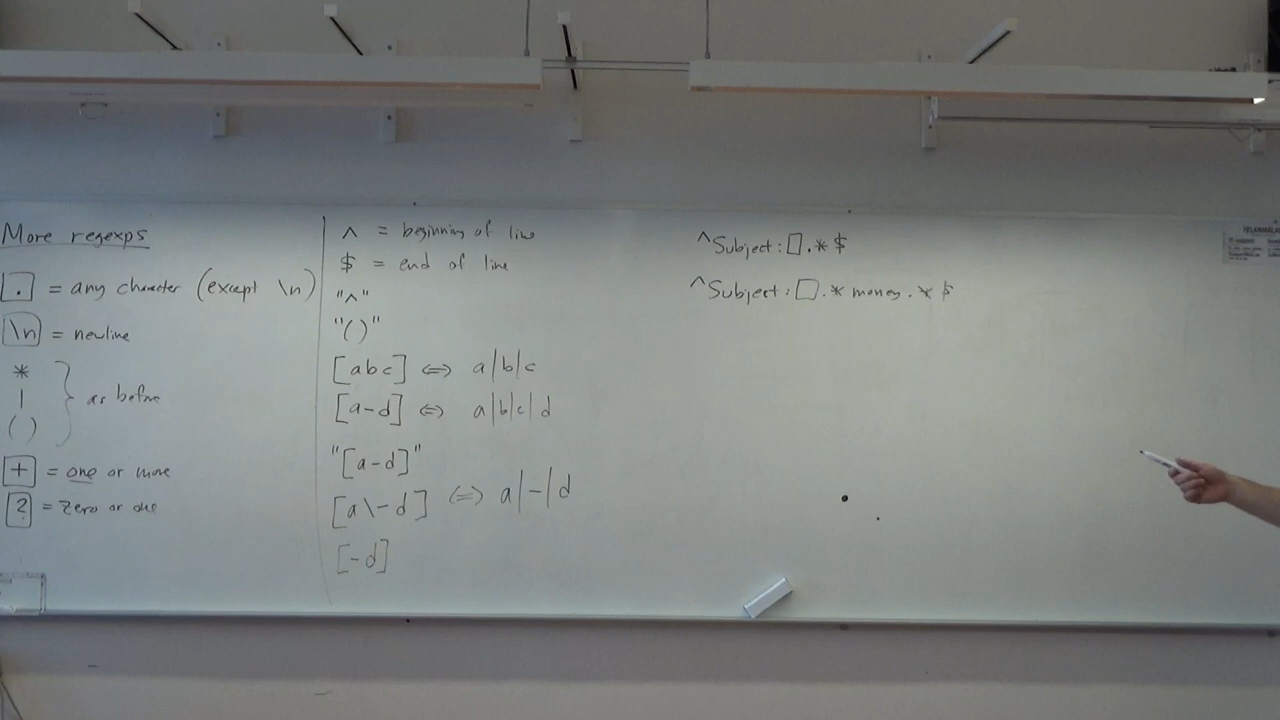 More regexps
. = any character (except \n)
\n = newline
*
|
()
as before
+ = one or more
? = zero or one
^ = beginning of line
$ = end of line
"^"
"()"
[abc] ⇔ a|b|c
[a-d] ⇔ a|b|c|d
"[a-d]"
[a\-d] ⇔ a|-|d
[-d]
^Subject:□.*$
^Subject:□.*money.*$